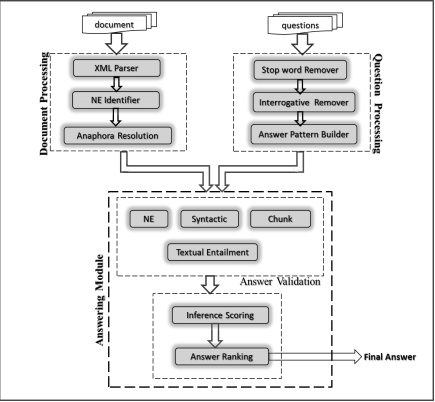 document
questions
Document Processing
XML Parser
NE Identifier
Anaphora Resolution
Stop word Remover
Interrogative Remover
Answer Pattern Builder
Question Processing
Answering Module
NE
Syntactic
Chunk
Textual Entailment
Answer Validation
Inference Scoring
Answer Ranking
Final Answer